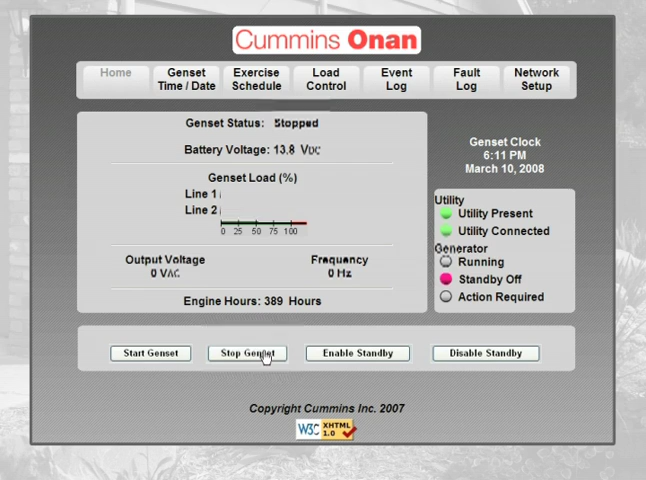 Cummins Onan
Home
Genset Time / Date
Exercise Schedule
Load Control
Event Log
Fault Log
Network Setup
Genset Status: Stopped
Battery Voltage: 13.8 VDC
Genset Load (%)
Line 1
Line 2
0 25 50 75 100
Output Voltage
0 VAC
Frequency
0 Hz
Engine Hours: 389 Hours
Genset Clock
6:11 PM
March 10, 2008
Utility
Utility Present
Utility Connected
Generator
Running
Standby Off
Action Required
Start Genset
Stop Genset
Enable Standby
Disable Standby
Copyright Cummins Inc. 2007
W3C XHTML 1.0